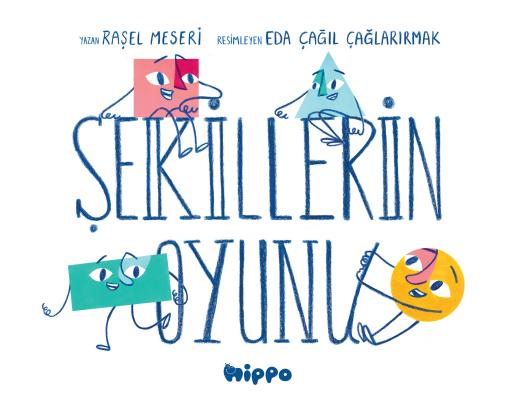 YAZAN RAŞEL MESERİ RESİMLEYEN EDA ÇAĞIL ÇAĞLARIRMAK
ŞEKİLLERİN
OYUNU
Hippo